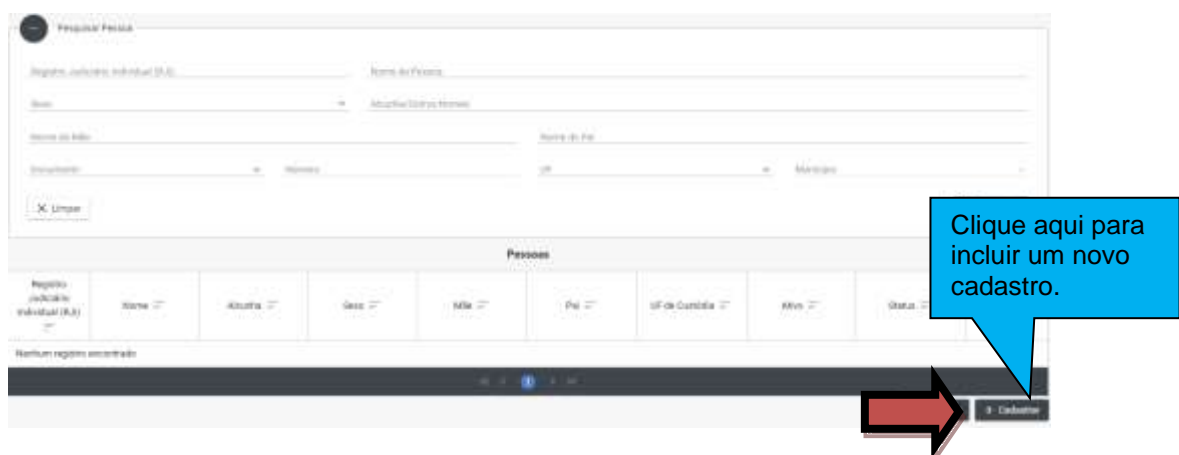 Pesquisar Pessoa
Registro Judiciário Individual (RJI)
Nome da Pessoa
Sexo
Alcunha/Outros Nomes
Nome da Mãe
Nome do Pai
Documento
Número
UF
Município
X Limpar
Clique aqui para
incluir um novo
cadastro.
Pessoas
Registro
Judiciário
Individual (RJI)
Nome
Alcunha
Sexo
Mãe
Pai
UF de Custódia
Ativo
Status
Nenhum registro encontrado
1
+ Cadastrar